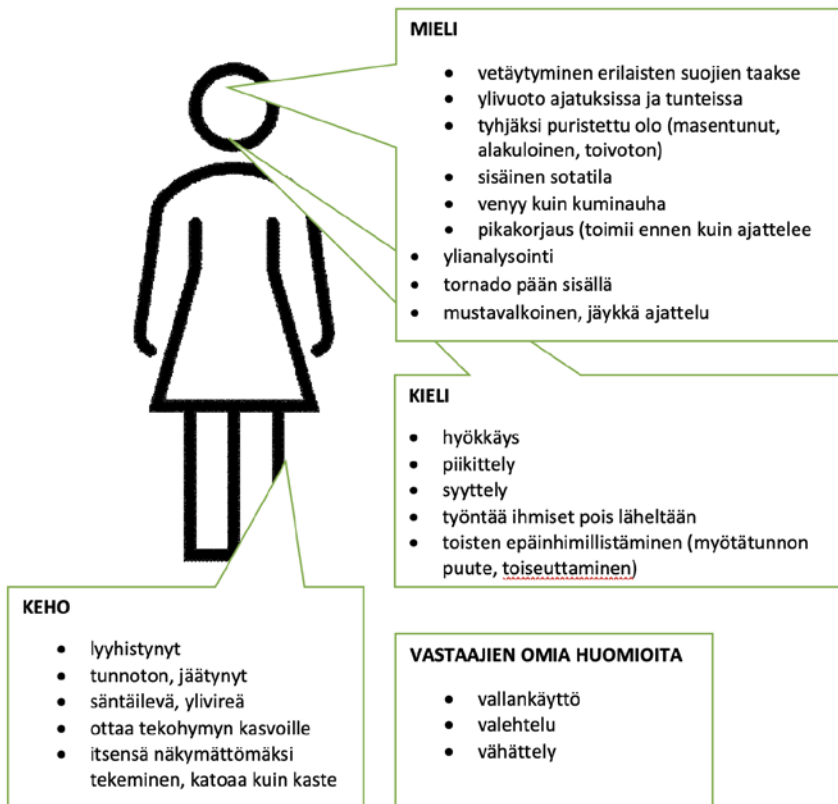 MIELI
• vetäytyminen erilaisten suojien taakse
• ylivuoto ajatuksissa ja tunteissa
• tyhjäksi puristettu olo (masentunut,
alakuloinen, toivoton)
• sisäinen sotatila
• venyy kuin kuminauha
• pikakorjaus (toimii ennen kuin ajattelee
• ylianalysointi
• tornado pään sisällä
• mustavalkoinen, jäykkä ajattelu
KIELI
• hyökkäys
• piikittely
• syyttely
• työntää ihmiset pois läheltään
• toisten epäinhimillistäminen (myötätunnon
puute, toiseuttaminen)
KEHO
• lyyhistynyt
• tunnoton, jäätynyt
• säntäilevä, ylivireä
• ottaa tekohymyn kasvoille
• itsensä näkymättömäksi
tekeminen, katoaa kuin kaste
VASTAAJIEN OMIA HUOMIOITA
• vallankäyttö
• valehtelu
• vähättely